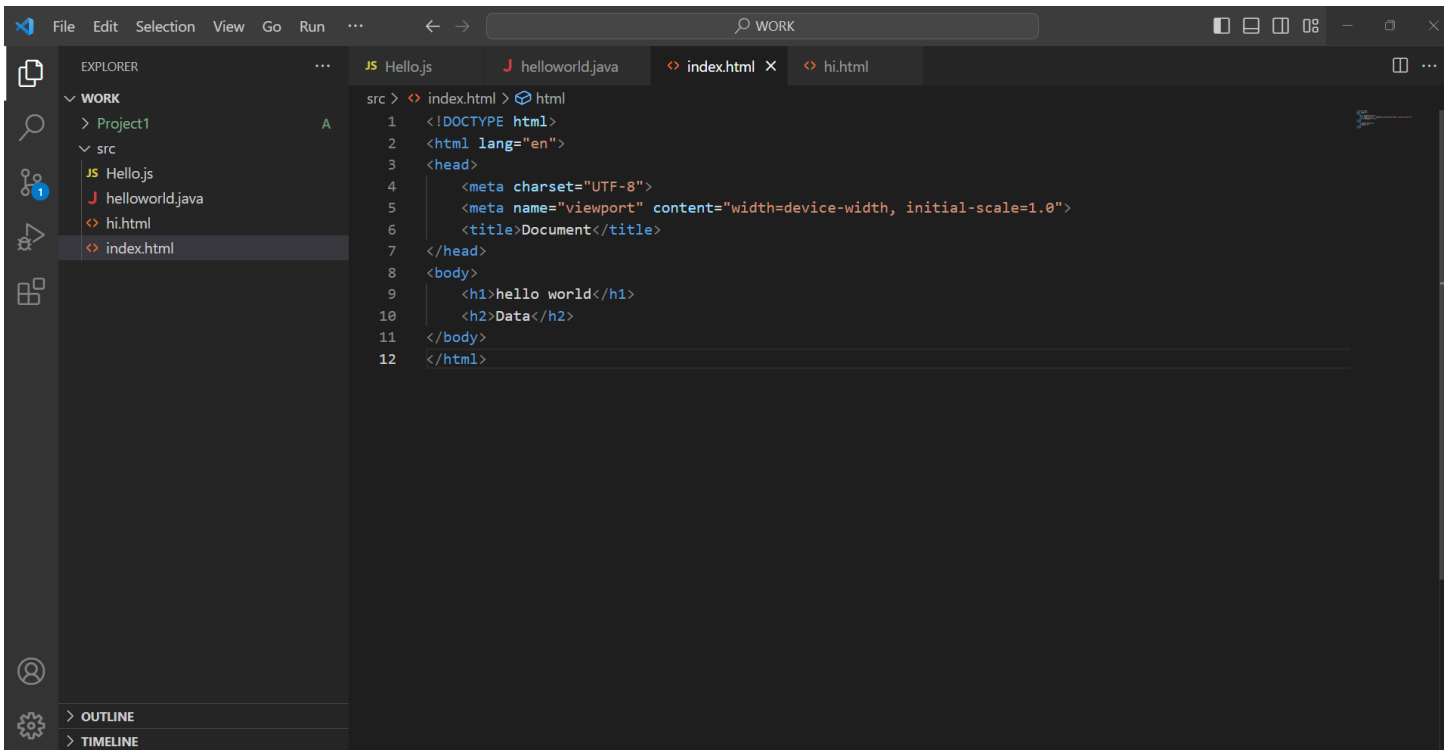 File Edit Selection View Go Run ··· ← → WORK
EXPLORER ···
WORK
Project1 A
src
JS Hello.js
J helloworld.java
<> hi.html
<> index.html
1
OUTLINE
TIMELINE
JS Hello.js J helloworld.java <> index.html × <> hi.html ···
src > <> index.html > html
1 <!DOCTYPE html>
2 <html lang="en">
3 <head>
4     <meta charset="UTF-8">
5     <meta name="viewport" content="width=device-width, initial-scale=1.0">
6     <title>Document</title>
7 </head>
8 <body>
9     <h1>hello world</h1>
10     <h2>Data</h2>
11 </body>
12 </html>